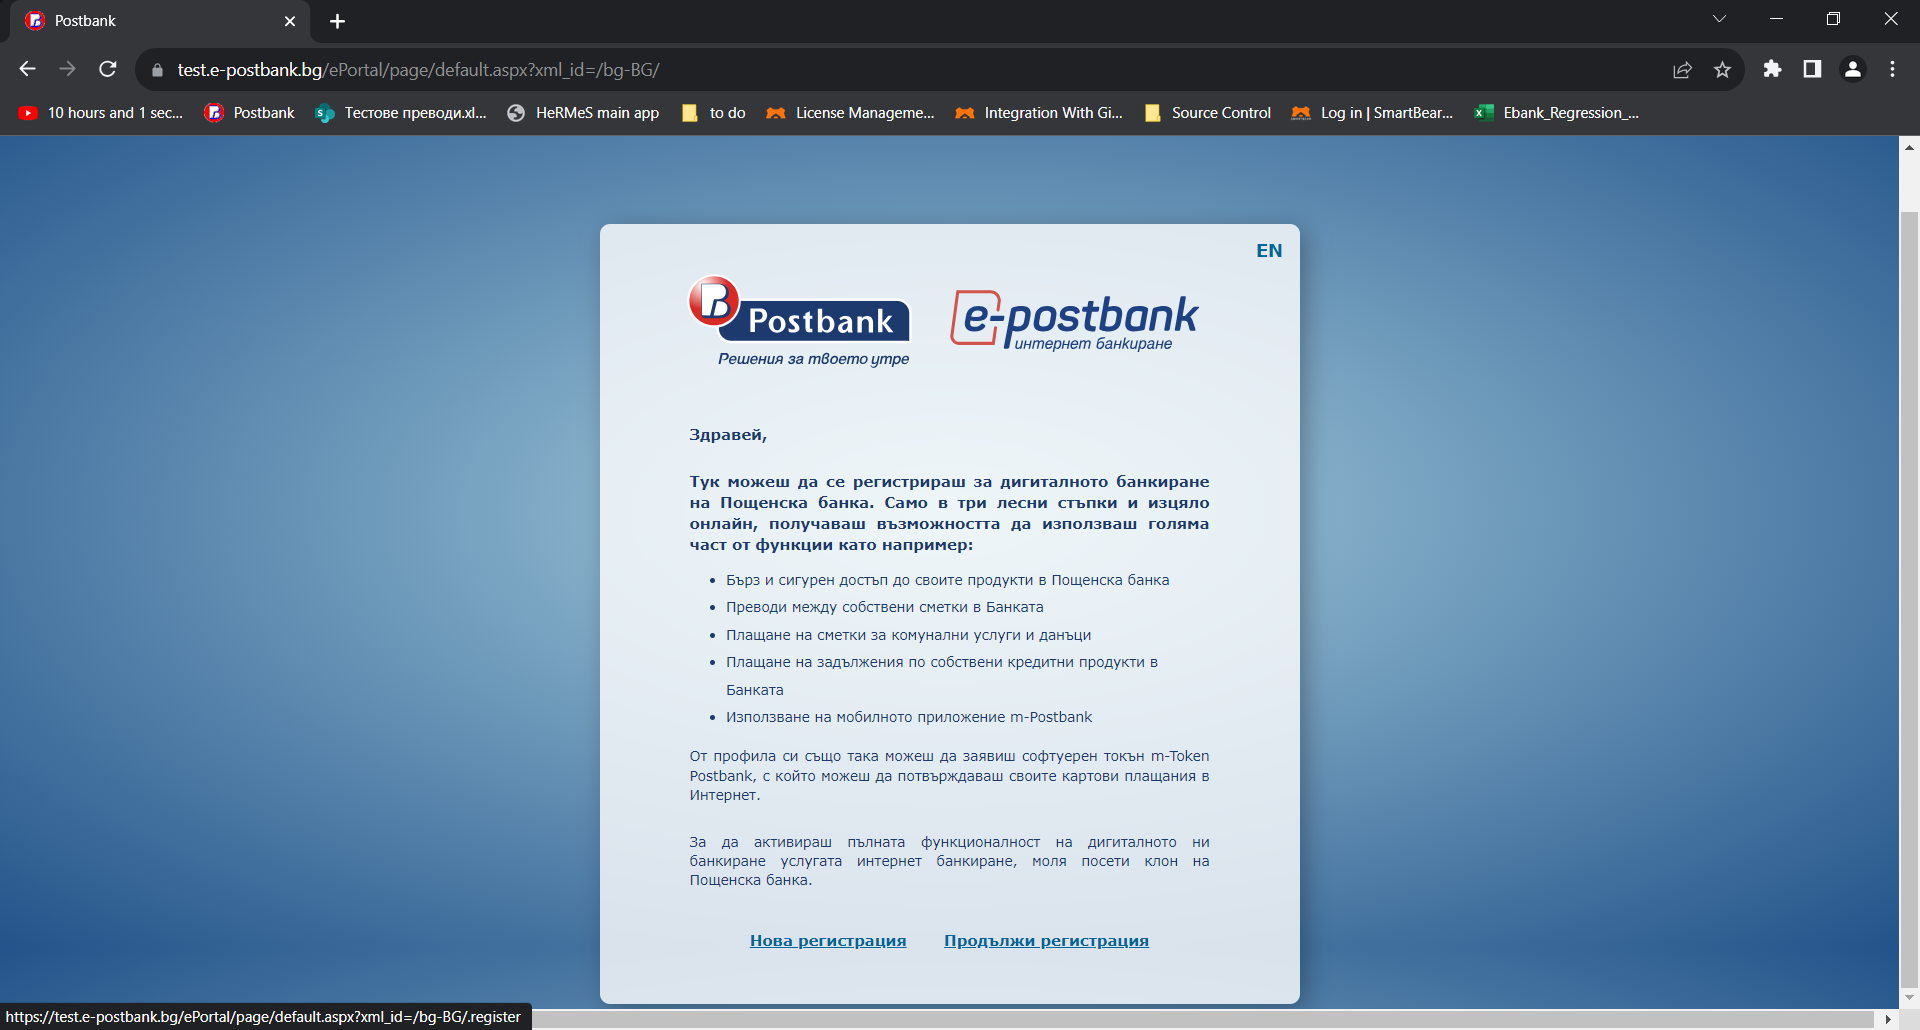 Postbank
test.e-postbank.bg/ePortal/page/default.aspx?xml_id=/bg-BG/
10 hours and 1 sec...
Postbank
Тестове преводи.xl...
HeRMeS main app
to do
License Manageme...
Integration With Gi...
Source Control
Log in | SmartBear...
Ebank_Regression_...
EN
Postbank
Решения за твоето утре
e-postbank
интернет банкиране
Здравей,
Тук можеш да се регистрираш за дигиталното банкиране
на Пощенска банка. Само в три лесни стъпки и изцяло
онлайн, получаваш възможността да използваш голяма
част от функции като например:
• Бърз и сигурен достъп до своите продукти в Пощенска банка
• Преводи между собствени сметки в Банката
• Плащане на сметки за комунални услуги и данъци
• Плащане на задължения по собствени кредитни продукти в
Банката
• Използване на мобилното приложение m-Postbank
От профила си също така можеш да заявиш софтуерен токън m-Token
Postbank, с който можеш да потвърждаваш своите картови плащания в
Интернет.
За да активираш пълната функционалност на дигиталното ни
банкиране услугата интернет банкиране, моля посети клон на
Пощенска банка.
Нова регистрация
Продължи регистрация
https://test.e-postbank.bg/ePortal/page/default.aspx?xml_id=/bg-BG/.register